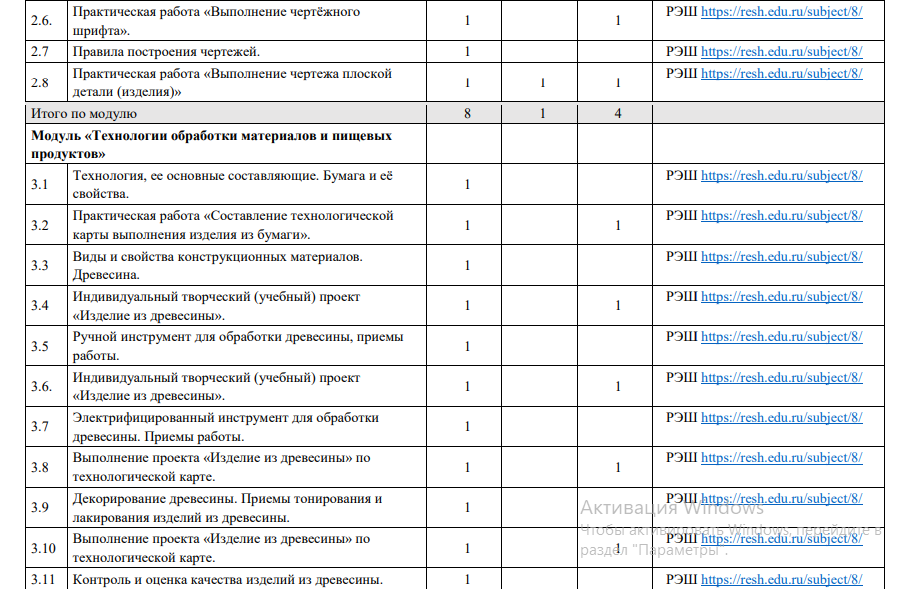 2.6. Практическая работа «Выполнение чертёжного 1 1 РЭШ https://resh.edu.ru/subject/8/
шрифта».
2.7 Правила построения чертежей. 1 РЭШ https://resh.edu.ru/subject/8/
2.8 Практическая работа «Выполнение чертежа плоской 1 1 1 РЭШ https://resh.edu.ru/subject/8/
детали (изделия)»
Итого по модулю 8 1 4
Модуль «Технологии обработки материалов и пищевых
продуктов»
3.1 Технология, ее основные составляющие. Бумага и её 1 РЭШ https://resh.edu.ru/subject/8/
свойства.
3.2 Практическая работа «Составление технологической 1 1 РЭШ https://resh.edu.ru/subject/8/
карты выполнения изделия из бумаги».
3.3 Виды и свойства конструкционных материалов. 1 РЭШ https://resh.edu.ru/subject/8/
Древесина.
3.4 Индивидуальный творческий (учебный) проект 1 1 РЭШ https://resh.edu.ru/subject/8/
«Изделие из древесины».
3.5 Ручной инструмент для обработки древесины, приемы 1 РЭШ https://resh.edu.ru/subject/8/
работы.
3.6. Индивидуальный творческий (учебный) проект 1 1 РЭШ https://resh.edu.ru/subject/8/
«Изделие из древесины».
3.7 Электрифицированный инструмент для обработки 1 РЭШ https://resh.edu.ru/subject/8/
древесины. Приемы работы.
3.8 Выполнение проекта «Изделие из древесины» по 1 1 РЭШ https://resh.edu.ru/subject/8/
технологической карте.
3.9 Декорирование древесины. Приемы тонирования и 1 РЭШ https://resh.edu.ru/subject/8/
лакирования изделий из древесины.
Активация Windows
Чтобы активировать Windows, перейдите в
раздел "Параметры".
3.10 Выполнение проекта «Изделие из древесины» по 1 1 РЭШ https://resh.edu.ru/subject/8/
технологической карте.
3.11 Контроль и оценка качества изделий из древесины. 1 РЭШ https://resh.edu.ru/subject/8/